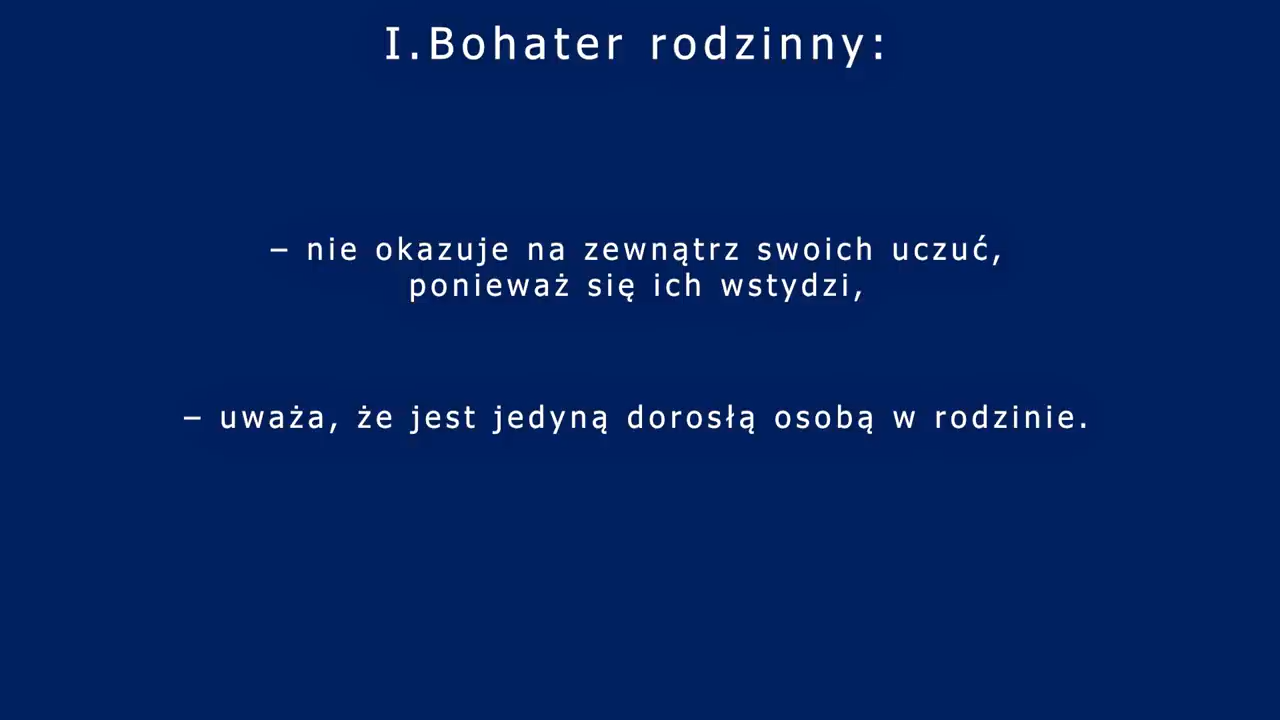 I.Bohater rodzinny:
– nie okazuje na zewnątrz swoich uczuć,
ponieważ się ich wstydzi,
– uważa, że jest jedyną dorosłą osobą w rodzinie.